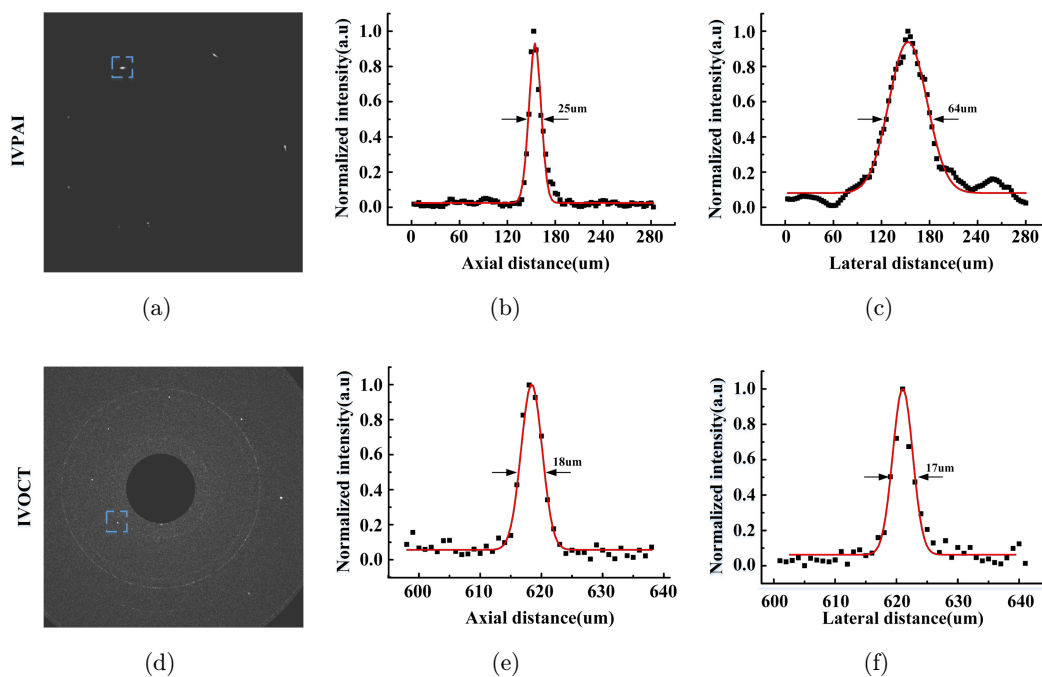 IVPAI
Normalized intensity(a.u)
1.0
0.8
0.6
0.4
0.2
0.0
25um
0 60 120 180 240 280
Axial distance(um)
Normalized intensity(a.u)
1.0
0.8
0.6
0.4
0.2
0.0
64um
0 60 120 180 240 280
Lateral distance(um)
(a)
(b)
(c)
IVOCT
Normalized intensity(a.u)
1.0
0.8
0.6
0.4
0.2
0.0
18um
600 610 620 630 640
Axial distance(um)
Normalized intensity(a.u)
1.0
0.8
0.6
0.4
0.2
0.0
17um
600 610 620 630 640
Lateral distance(um)
(d)
(e)
(f)